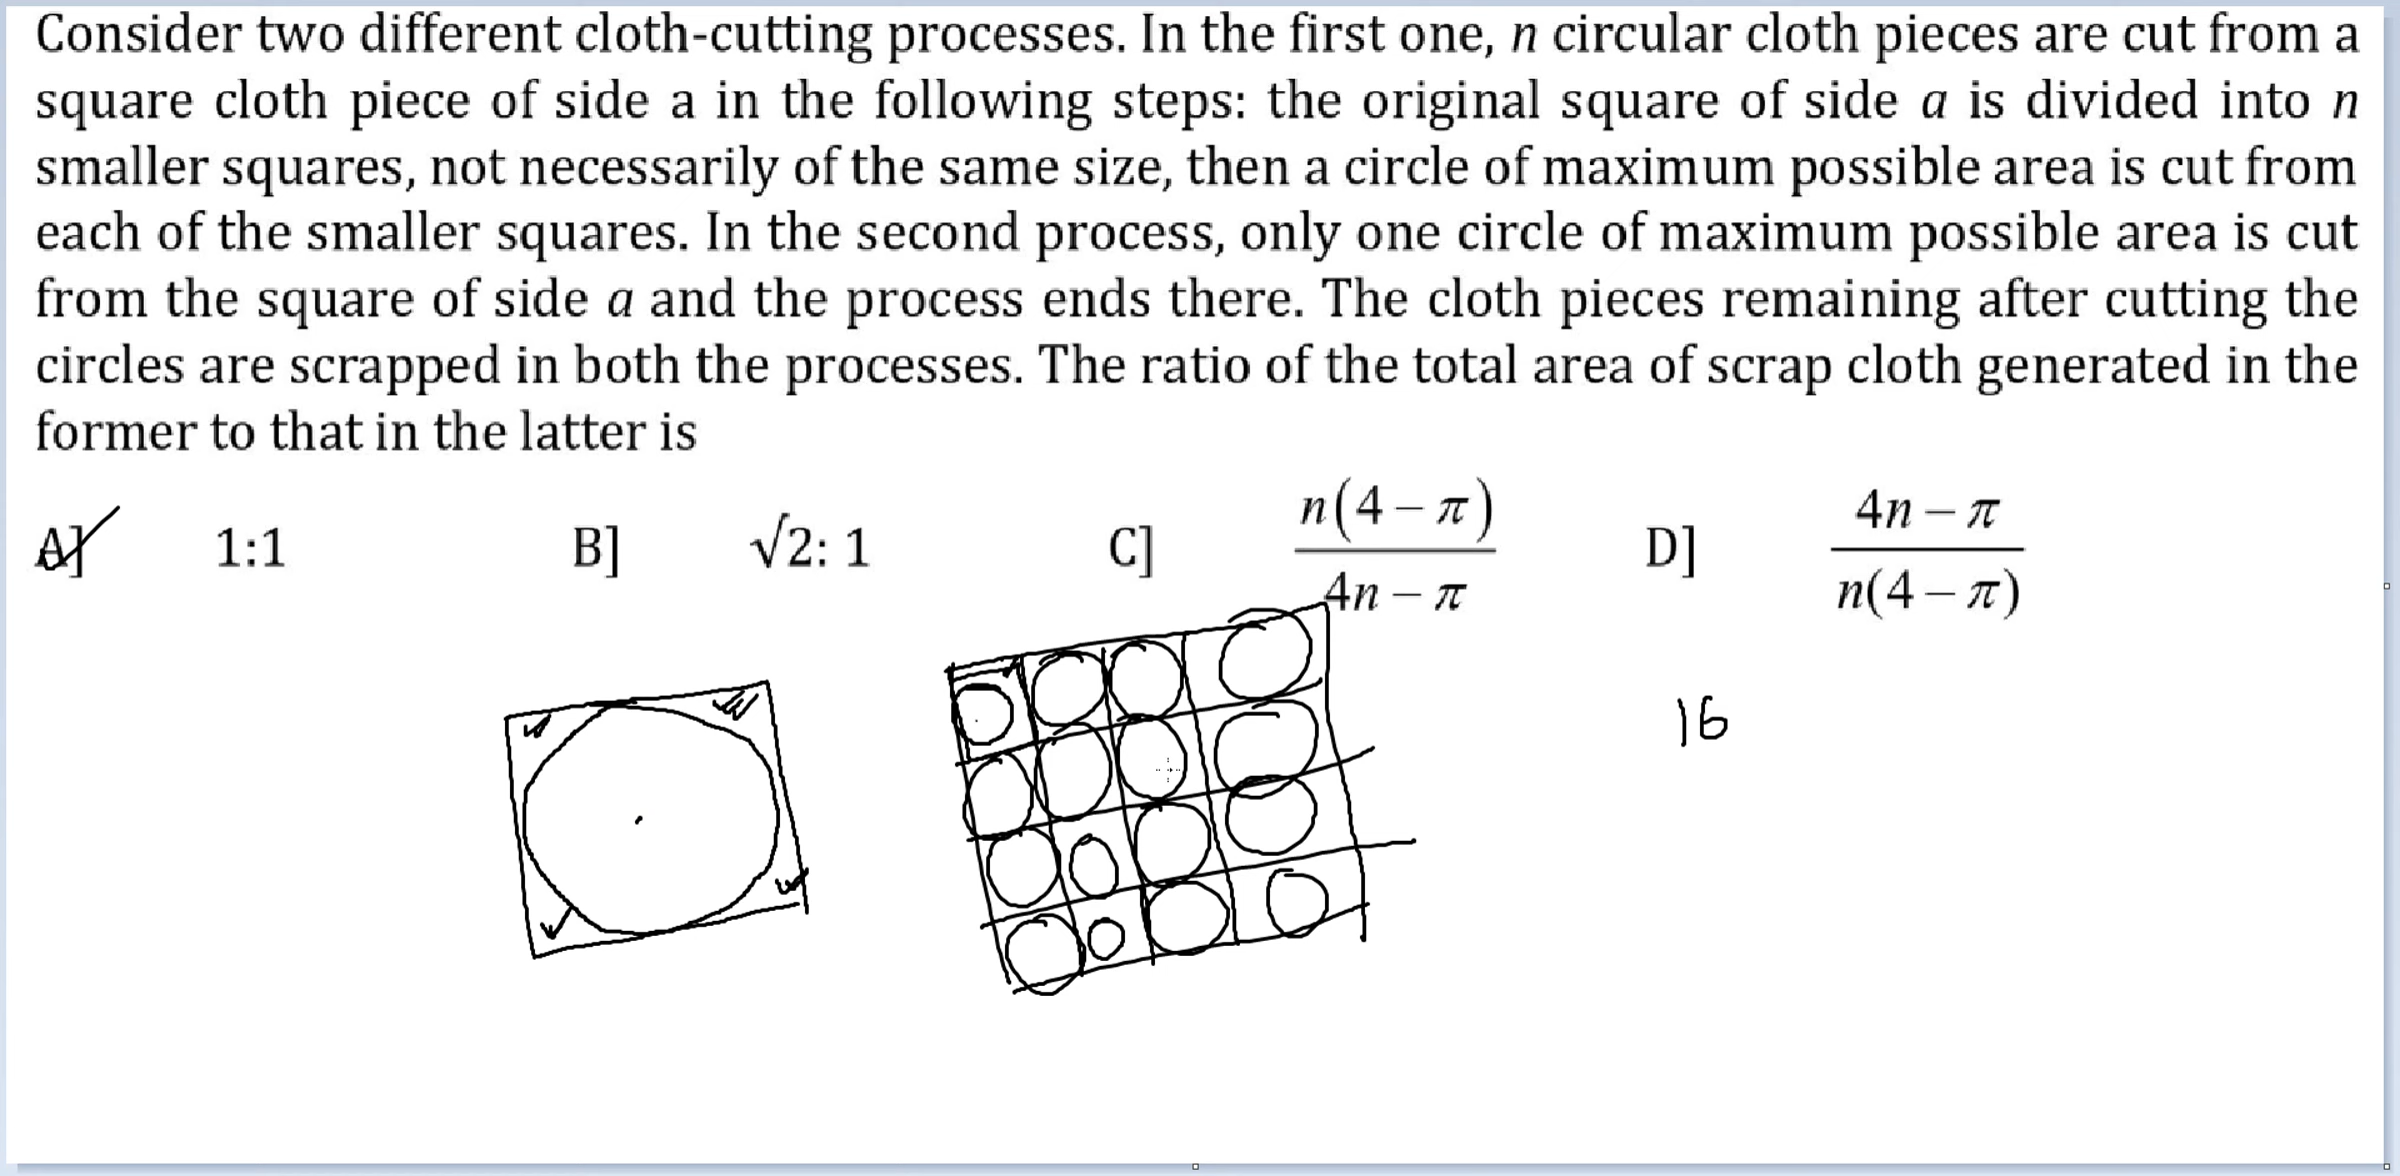 Consider two different cloth-cutting processes. In the first one, n circular cloth pieces are cut from a
square cloth piece of side a in the following steps: the original square of side a is divided into n
smaller squares, not necessarily of the same size, then a circle of maximum possible area is cut from
each of the smaller squares. In the second process, only one circle of maximum possible area is cut
from the square of side a and the process ends there. The cloth pieces remaining after cutting the
circles are scrapped in both the processes. The ratio of the total area of scrap cloth generated in the
former to that in the latter is
A] 1:1 B] √2: 1 C] n(4 − π) / 4n − π D] 4n − π / n(4 − π)
16